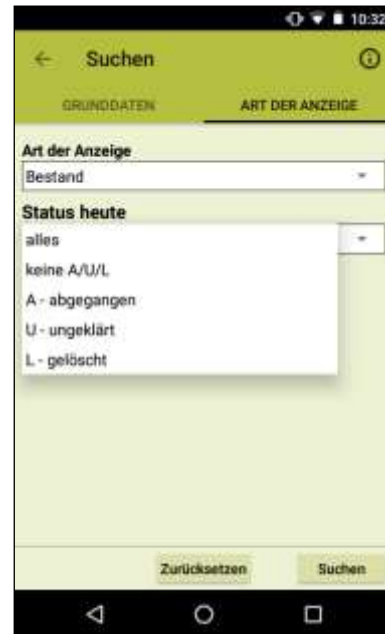 10:32
Suchen
GRUNDDATEN ART DER ANZEIGE
Art der Anzeige
Bestand
Status heute
alles
keine A/U/L
A - abgegangen
U - ungeklärt
L - gelöscht
Zurücksetzen Suchen